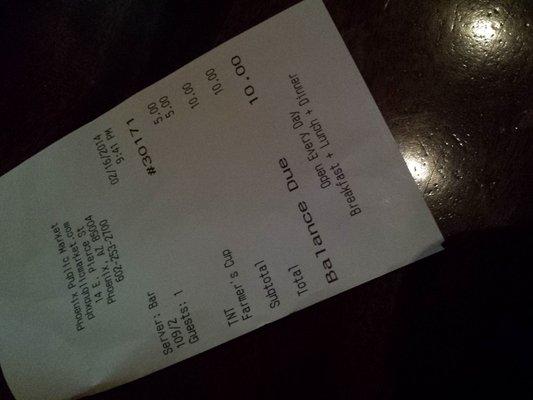 Phoenix Public Market
phxpublicmarket.com
14 E Pierce St
Phoenix, AZ 85004
602-253-2700
Server: Bar 02/16/2014
109/2 9:41 PM
Guests: 1 #30171
TNT 5.00
Farmer's Cup 5.00
Subtotal 10.00
Total 10.00
Balance Due 10.00
Open Every Day
Breakfast + Lunch + Dinner